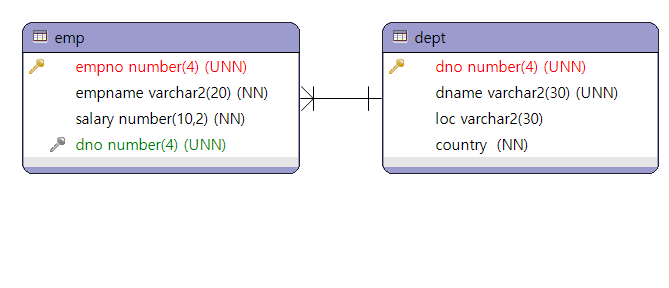 emp
empno number(4) (UNN)
empname varchar2(20) (NN)
salary number(10,2) (NN)
dno number(4) (UNN)
dept
dno number(4) (UNN)
dname varchar2(30) (UNN)
loc varchar2(30)
country (NN)